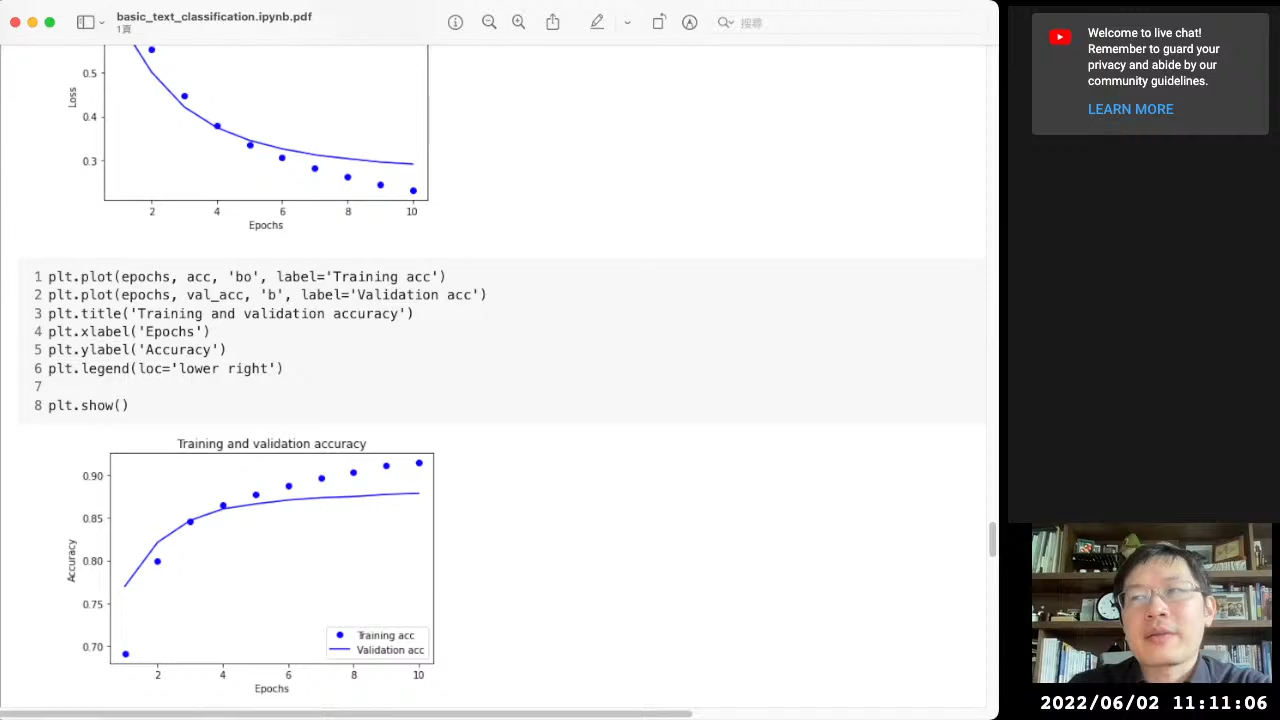 basic_text_classification.ipynb.pdf
1頁
搜尋
0.5
0.4
0.3
Loss
2
4
6
8
10
Epochs
1 plt.plot(epochs, acc, 'bo', label='Training acc')
2 plt.plot(epochs, val_acc, 'b', label='Validation acc')
3 plt.title('Training and validation accuracy')
4 plt.xlabel('Epochs')
5 plt.ylabel('Accuracy')
6 plt.legend(loc='lower right')
7
8 plt.show()
Training and validation accuracy
0.90
0.85
0.80
0.75
0.70
Accuracy
Training acc
Validation acc
2
4
6
8
10
Epochs
Welcome to live chat!
Remember to guard your
privacy and abide by our
community guidelines.
LEARN MORE
2022/06/02 11:11:06